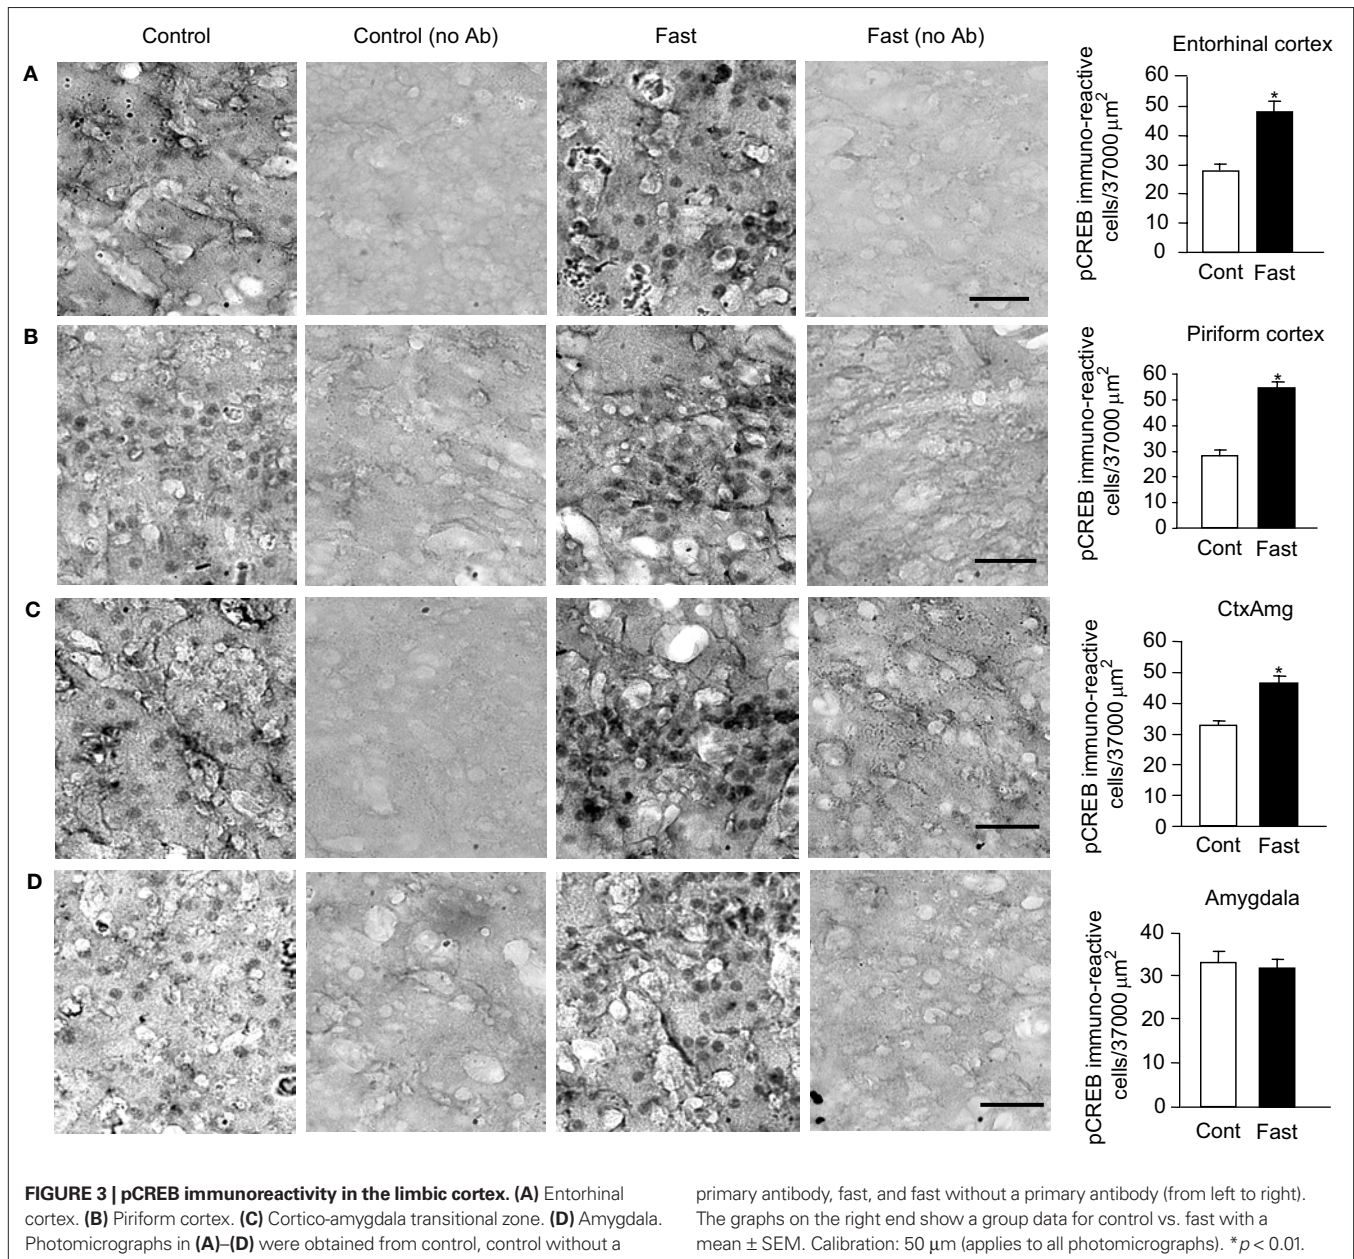 Control
Control (no Ab)
Fast
Fast (no Ab)
A
Entorhinal cortex
pCREB immuno-reactive
cells/37000 µm²
60
50
40
30
20
10
0
*
Cont
Fast
B
Piriform cortex
pCREB immuno-reactive
cells/37000 µm²
60
50
40
30
20
10
0
*
Cont
Fast
C
CtxAmg
pCREB immuno-reactive
cells/37000 µm²
60
50
40
30
20
10
0
*
Cont
Fast
D
Amygdala
pCREB immuno-reactive
cells/37000 µm²
40
30
20
10
0
Cont
Fast
FIGURE 3 | pCREB immunoreactivity in the limbic cortex. (A) Entorhinal
cortex. (B) Piriform cortex. (C) Cortico-amygdala transitional zone. (D) Amygdala.
Photomicrographs in (A)–(D) were obtained from control, control without a
primary antibody, fast, and fast without a primary antibody (from left to right).
The graphs on the right end show a group data for control vs. fast with a
mean ± SEM. Calibration: 50 µm (applies to all photomicrographs). *p < 0.01.